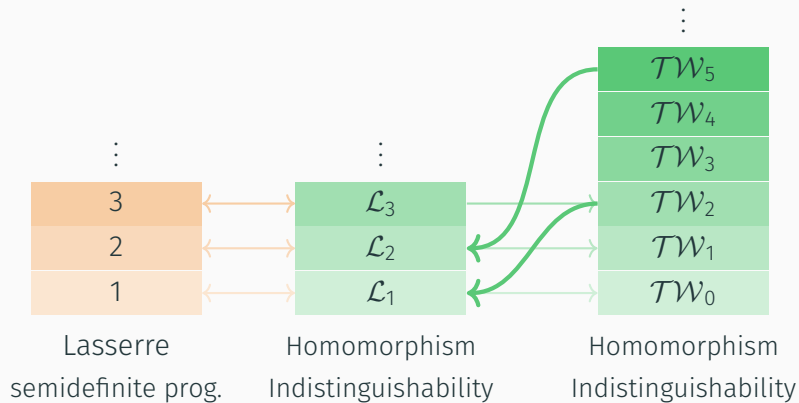 ⋮
𝒯𝒲₅
𝒯𝒲₄
⋮ ⋮ 𝒯𝒲₃
3 ℒ₃ 𝒯𝒲₂
2 ℒ₂ 𝒯𝒲₁
1 ℒ₁ 𝒯𝒲₀
Lasserre Homomorphism Homomorphism
semidefinite prog. Indistinguishability Indistinguishability